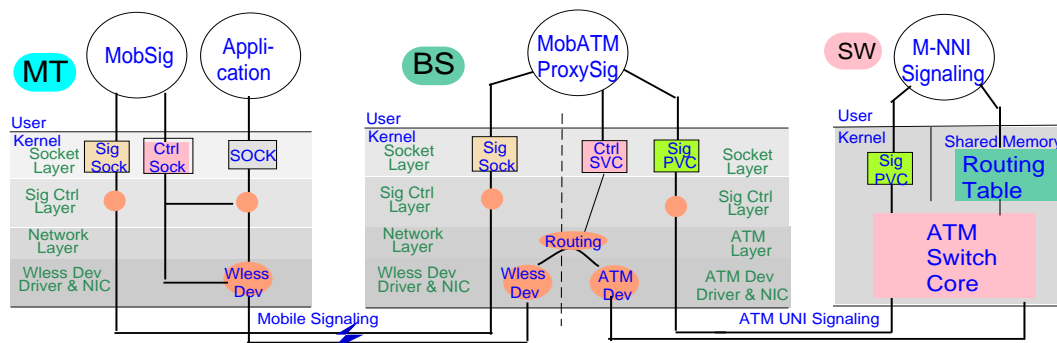 MT
MobSig
Appli-
cation
User
Kernel
Socket
Layer
Sig
Sock
Ctrl
Sock
SOCK
Sig Ctrl
Layer
Network
Layer
Wless Dev
Driver & NIC
Wless
Dev
Mobile Signaling
BS
MobATM
ProxySig
User
Kernel
Socket
Layer
Sig
Sock
Ctrl
SVC
Sig
PVC
Socket
Layer
Sig Ctrl
Layer
Sig Ctrl
Layer
Network
Layer
Routing
ATM
Layer
Wless Dev
Driver & NIC
Wless
Dev
ATM
Dev
ATM Dev
Driver & NIC
ATM UNI Signaling
SW
M-NNI
Signaling
User
Kernel
Shared Memory
Sig
PVC
Routing
Table
ATM
Switch
Core